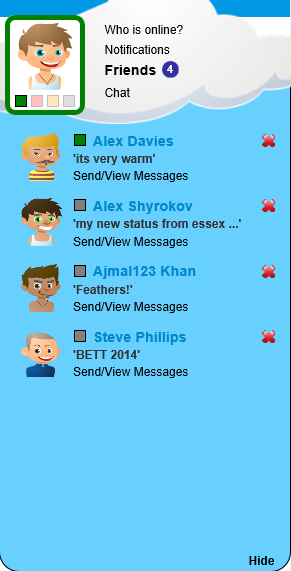 Who is online?
Notifications
Friends 4
Chat
Alex Davies
'its very warm'
Send/View Messages
Alex Shyrokov
'my new status from essex ...'
Send/View Messages
Ajmal123 Khan
'Feathers!'
Send/View Messages
Steve Phillips
'BETT 2014'
Send/View Messages
Hide